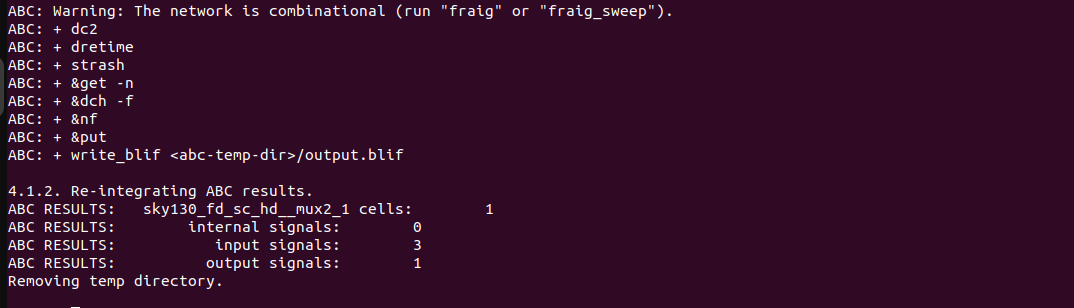 ABC: Warning: The network is combinational (run "fraig" or "fraig_sweep").
ABC: + dc2
ABC: + dretime
ABC: + strash
ABC: + &get -n
ABC: + &dch -f
ABC: + &nf
ABC: + &put
ABC: + write_blif <abc-temp-dir>/output.blif

4.1.2. Re-integrating ABC results.
ABC RESULTS:   sky130_fd_sc_hd__mux2_1 cells:        1
ABC RESULTS:        internal signals:        0
ABC RESULTS:           input signals:        3
ABC RESULTS:          output signals:        1
Removing temp directory.